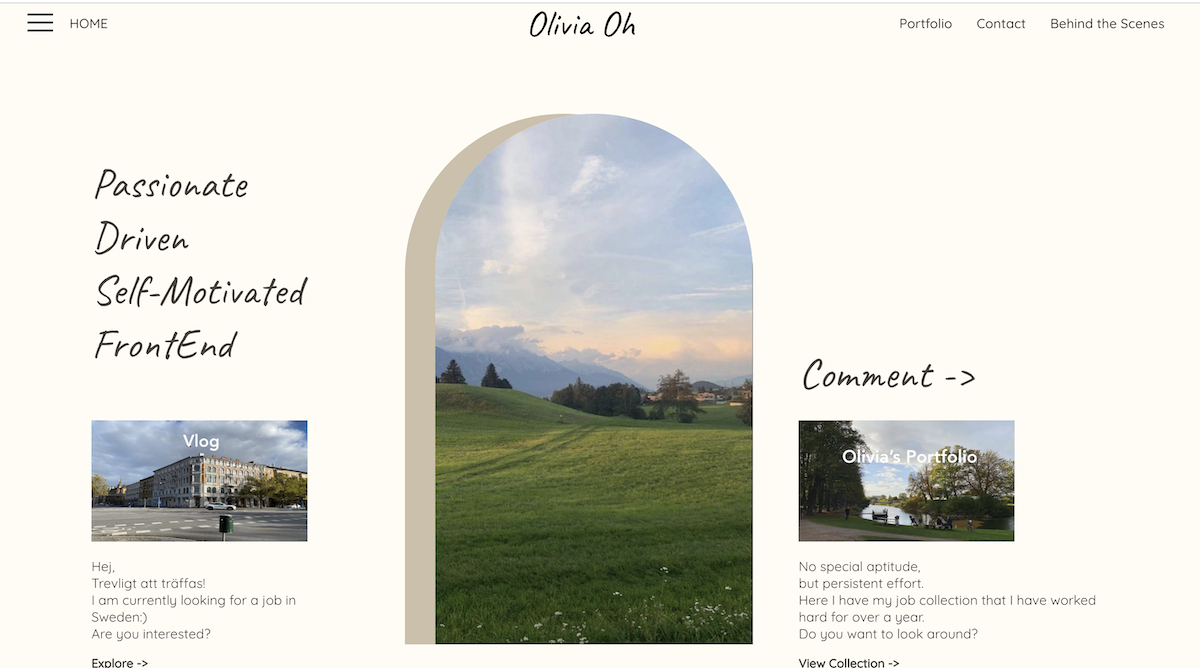 HOME
Olivia Oh
Portfolio
Contact
Behind the Scenes
Passionate
Driven
Self-Motivated
FrontEnd
Vlog
Hej,
Trevligt att träffas!
I am currently looking for a job in
Sweden:)
Are you interested?
Explore ->
Comment ->
Olivia's Portfolio
No special aptitude,
but persistent effort.
Here I have my job collection that I have worked
hard for over a year.
Do you want to look around?
View Collection ->